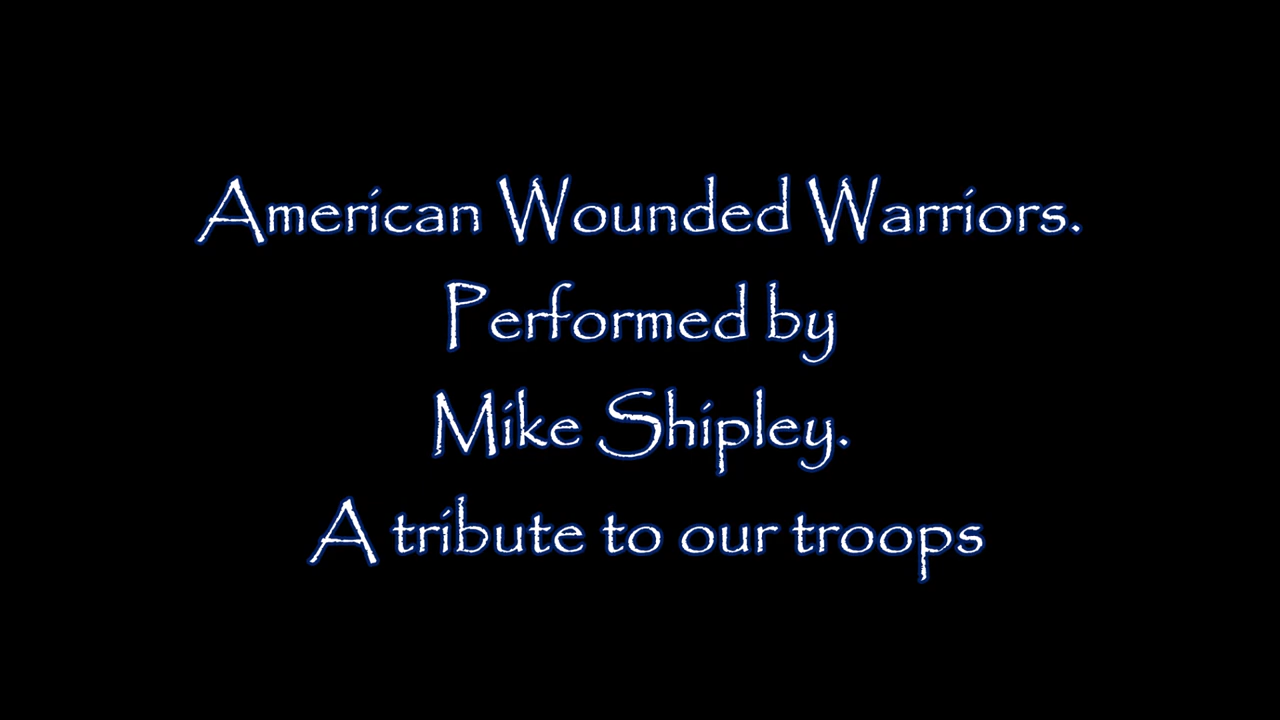 American Wounded Warriors.
Performed by
Mike Shipley.
A tribute to our troops